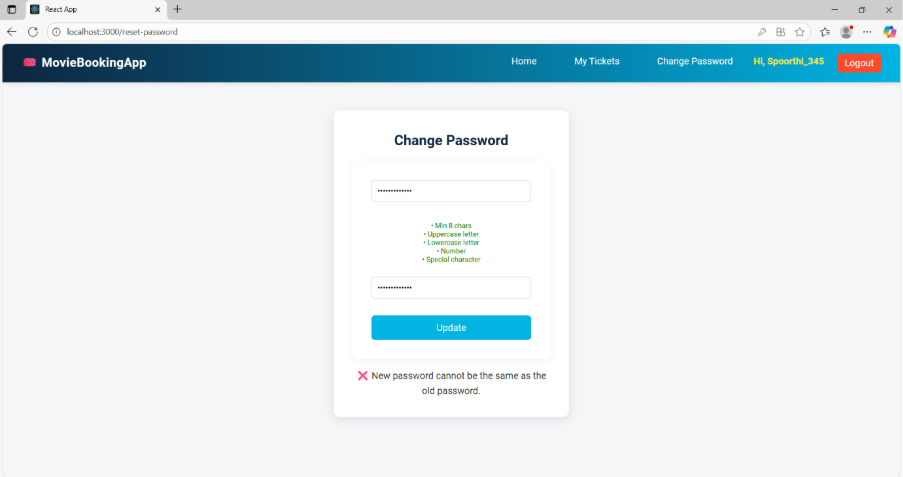 React App
localhost:3000/reset-password
MovieBookingApp
Home
My Tickets
Change Password
Hi, Spoorthi_345
Logout
Change Password
•••••••••••••
• Min 8 chars
• Uppercase letter
• Lowercase letter
• Number
• Special character
•••••••••••••
Update
❌ New password cannot be the same as the
old password.